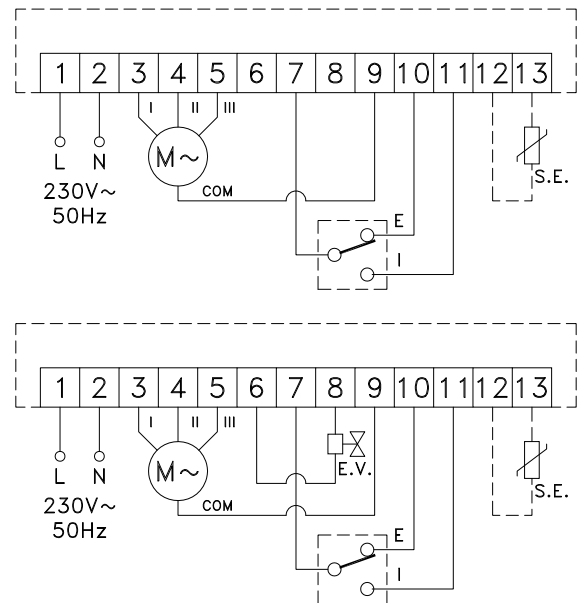 1 2 3 4 5 6 7 8 9 10 11 12 13
I II III
L N
M~
S.E.
230V~
50Hz
COM
E
I
1 2 3 4 5 6 7 8 9 10 11 12 13
I II III
L N
M~
E.V.
S.E.
230V~
50Hz
COM
E
I